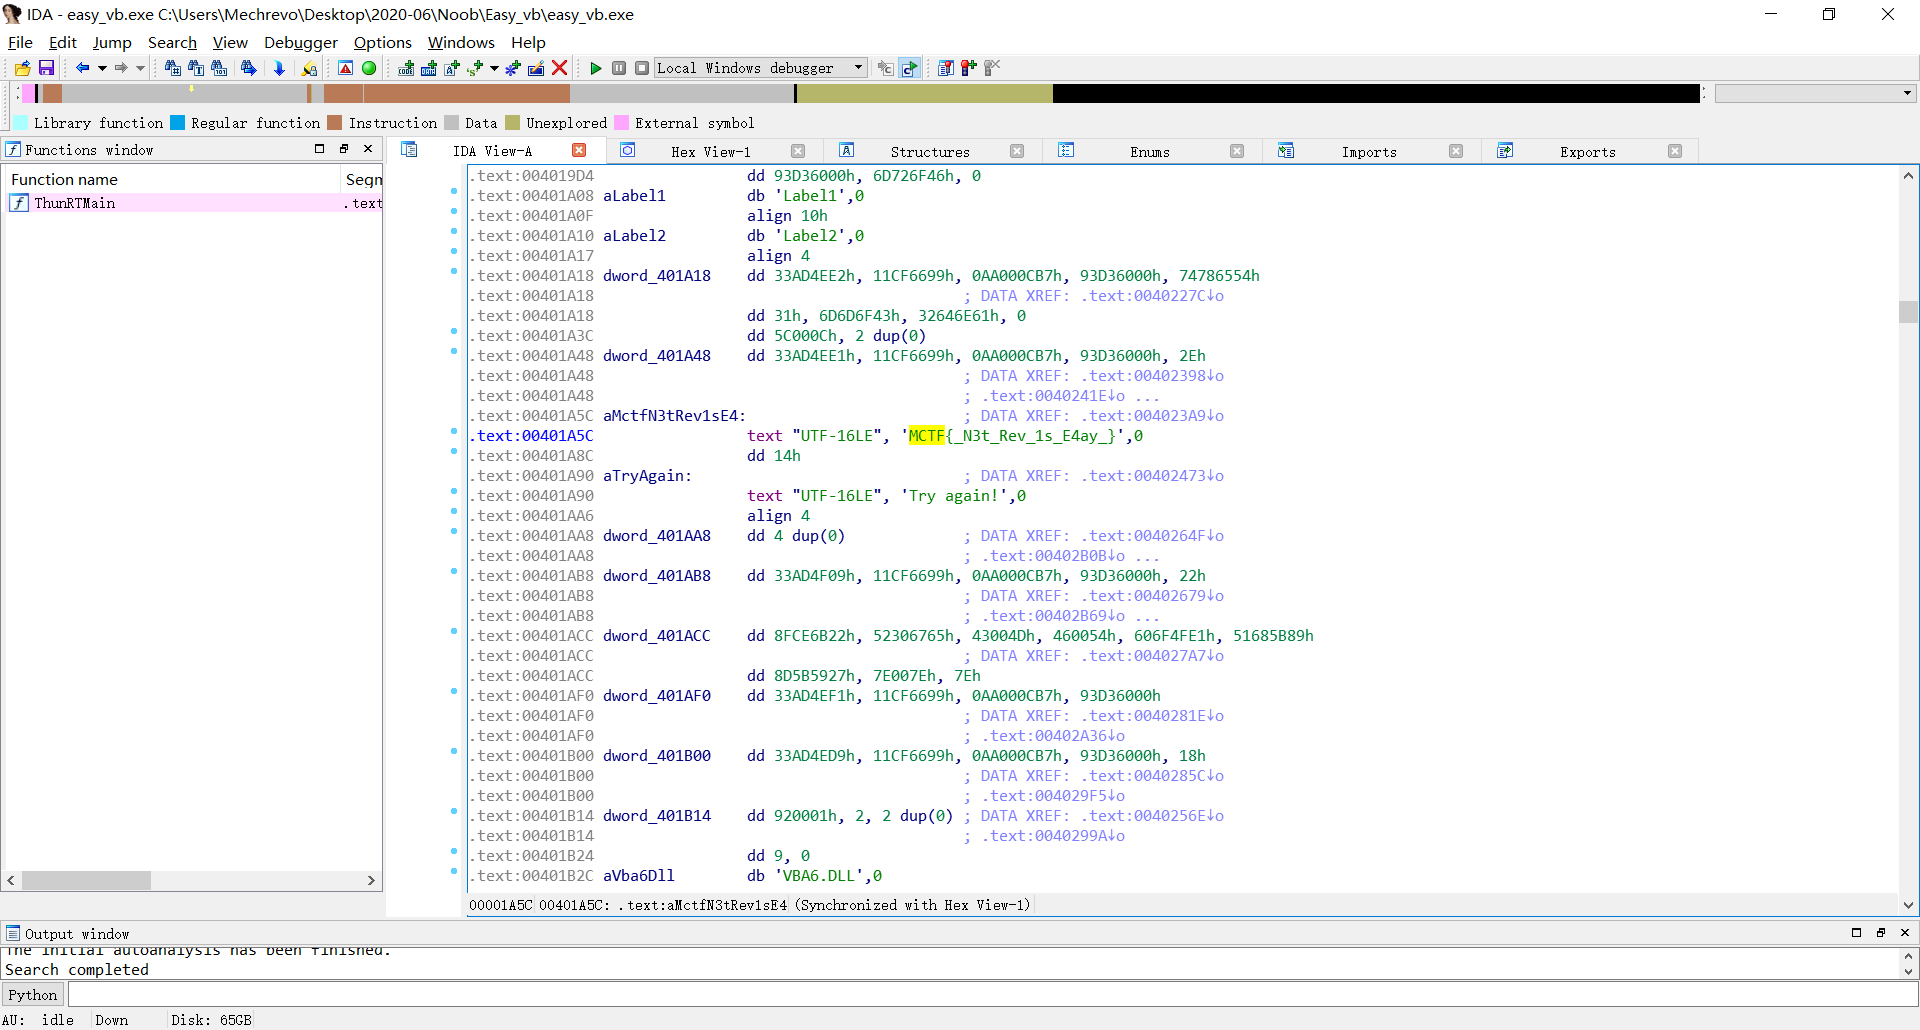 IDA - easy_vb.exe C:\Users\Mechrevo\Desktop\2020-06\Noob\Easy_vb\easy_vb.exe
File Edit Jump Search View Debugger Options Windows Help
Local Windows debugger
Library function Regular function Instruction Data Unexplored External symbol
Functions window
IDA View-A Hex View-1 Structures Enums Imports Exports
Function name Segm
ThunRTMain .text
.text:004019D4 dd 93D36000h, 6D726F46h, 0
.text:00401A08 aLabel1 db 'Label1',0
.text:00401A0F align 10h
.text:00401A10 aLabel2 db 'Label2',0
.text:00401A17 align 4
.text:00401A18 dword_401A18 dd 33AD4EE2h, 11CF6699h, 0AA000CB7h, 93D36000h, 74786554h
.text:00401A18 ; DATA XREF: .text:0040227C↓o
.text:00401A18 dd 31h, 6D6D6F43h, 32646E61h, 0
.text:00401A3C dd 5C000Ch, 2 dup(0)
.text:00401A48 dword_401A48 dd 33AD4EE1h, 11CF6699h, 0AA000CB7h, 93D36000h, 2Eh
.text:00401A48 ; DATA XREF: .text:00402398↓o
.text:00401A48 ; .text:0040241E↓o ...
.text:00401A5C aMctfN3tRev1sE4: ; DATA XREF: .text:004023A9↓o
.text:00401A5C text "UTF-16LE", 'MCTF{_N3t_Rev_1s_E4ay_}',0
.text:00401A8C dd 14h
.text:00401A90 aTryAgain: ; DATA XREF: .text:00402473↓o
.text:00401A90 text "UTF-16LE", 'Try again!',0
.text:00401AA6 align 4
.text:00401AA8 dword_401AA8 dd 4 dup(0) ; DATA XREF: .text:0040264F↓o
.text:00401AA8 ; .text:00402B0B↓o ...
.text:00401AB8 dword_401AB8 dd 33AD4F09h, 11CF6699h, 0AA000CB7h, 93D36000h, 22h
.text:00401AB8 ; DATA XREF: .text:00402679↓o
.text:00401AB8 ; .text:00402B69↓o ...
.text:00401ACC dword_401ACC dd 8FCE6B22h, 52306765h, 43004Dh, 460054h, 606F4FE1h, 51685B89h
.text:00401ACC ; DATA XREF: .text:004027A7↓o
.text:00401ACC dd 8D5B5927h, 7E007Eh, 7Eh
.text:00401AF0 dword_401AF0 dd 33AD4EF1h, 11CF6699h, 0AA000CB7h, 93D36000h
.text:00401AF0 ; DATA XREF: .text:0040281E↓o
.text:00401AF0 ; .text:00402A36↓o
.text:00401B00 dword_401B00 dd 33AD4ED9h, 11CF6699h, 0AA000CB7h, 93D36000h, 18h
.text:00401B00 ; DATA XREF: .text:0040285C↓o
.text:00401B00 ; .text:004029F5↓o
.text:00401B14 dword_401B14 dd 920001h, 2, 2 dup(0) ; DATA XREF: .text:0040256E↓o
.text:00401B14 ; .text:0040299A↓o
.text:00401B24 dd 9, 0
.text:00401B2C aVba6Dll db 'VBA6.DLL',0
00001A5C 00401A5C: .text:aMctfN3tRev1sE4 (Synchronized with Hex View-1)
Output window
The initial autoanalysis has been finished.
Search completed
Python
AU: idle Down Disk: 65GB